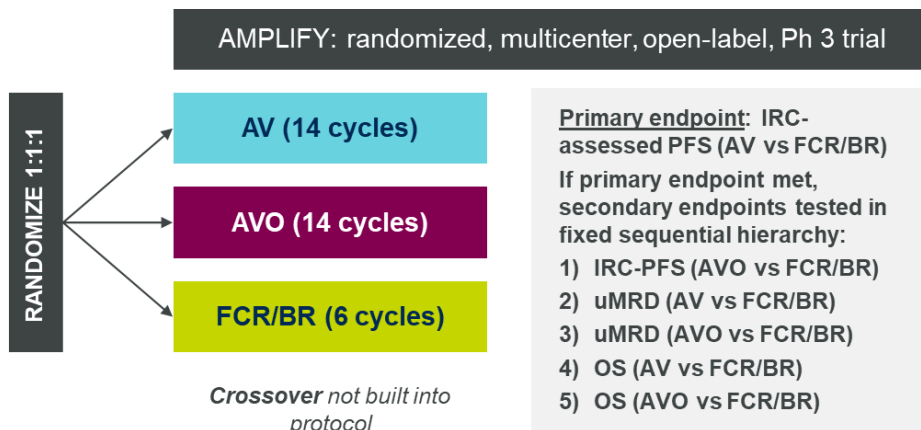 AMPLIFY: randomized, multicenter, open-label, Ph 3 trial
RANDOMIZE 1:1:1
AV (14 cycles)
AVO (14 cycles)
FCR/BR (6 cycles)
Crossover not built into
protocol
Primary endpoint: IRC-
assessed PFS (AV vs FCR/BR)
If primary endpoint met,
secondary endpoints tested in
fixed sequential hierarchy:
1) IRC-PFS (AVO vs FCR/BR)
2) uMRD (AV vs FCR/BR)
3) uMRD (AVO vs FCR/BR)
4) OS (AV vs FCR/BR)
5) OS (AVO vs FCR/BR)